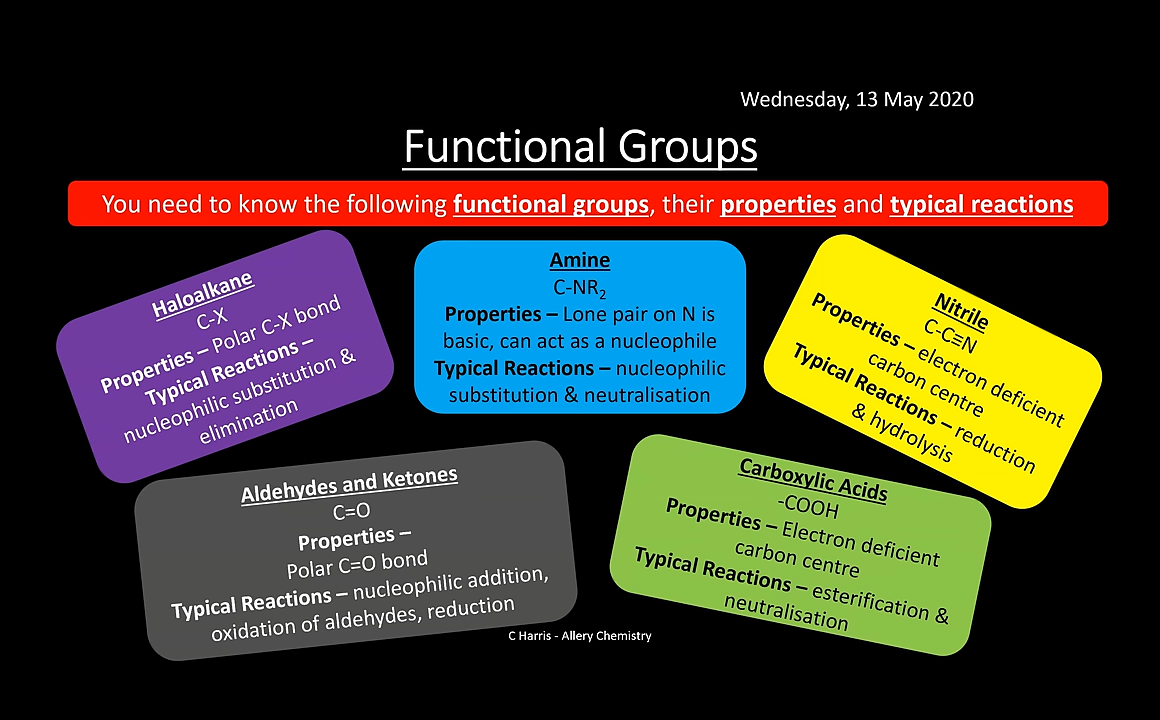 Wednesday, 13 May 2020
Functional Groups
You need to know the following functional groups, their properties and typical reactions
Haloalkane
C-X
Properties – Polar C-X bond
Typical Reactions –
nucleophilic substitution &
elimination
Amine
C-NR₂
Properties – Lone pair on N is
basic, can act as a nucleophile
Typical Reactions – nucleophilic
substitution & neutralisation
Nitrile
C-C≡N
Properties – electron deficient
carbon centre
Typical Reactions – reduction
& hydrolysis
Aldehydes and Ketones
C=O
Properties –
Polar C=O bond
Typical Reactions – nucleophilic addition,
oxidation of aldehydes, reduction
Carboxylic Acids
-COOH
Properties – Electron deficient
carbon centre
Typical Reactions – esterification &
neutralisation
C Harris - Allery Chemistry